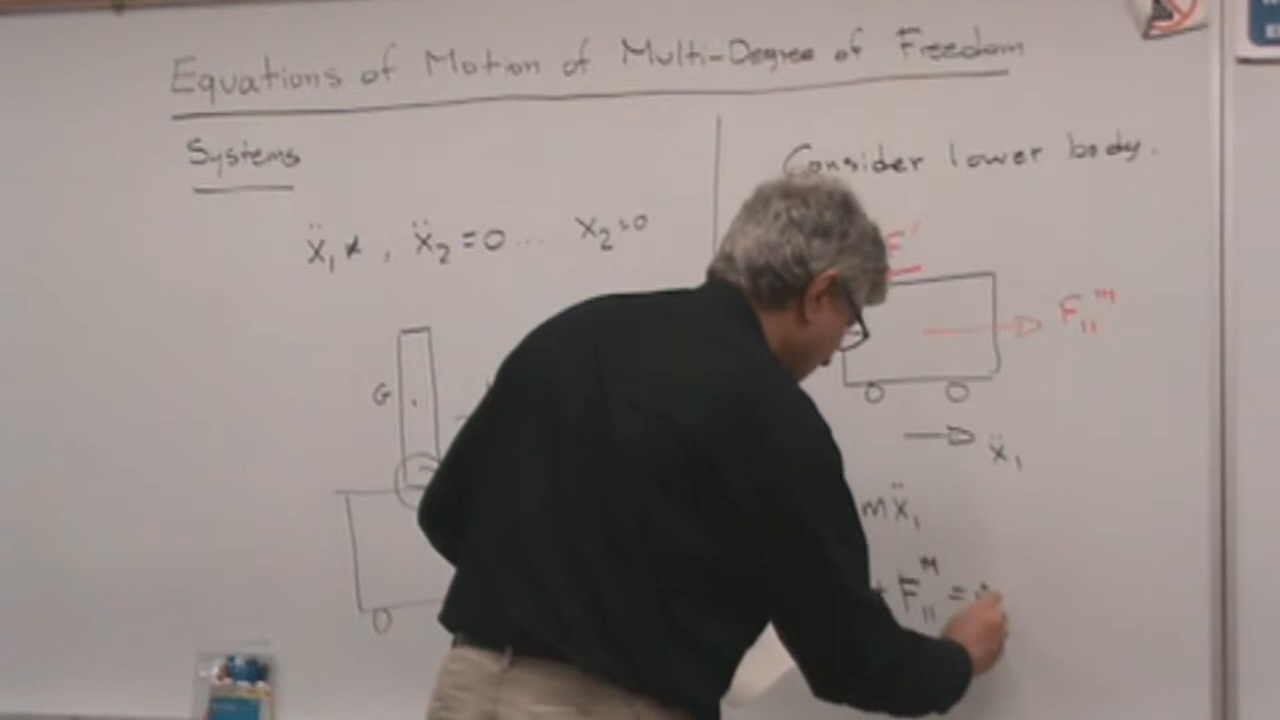 Equations of Motion of Multi-Degree of Freedom
Systems
ẍ₁ ≠ , ẍ₂ = 0 ... x₂ = 0
G
Consider lower body.
F'
F₁₁ᵐ
ẍ₁
mẍ₁
+ F₁₁ᴹ =